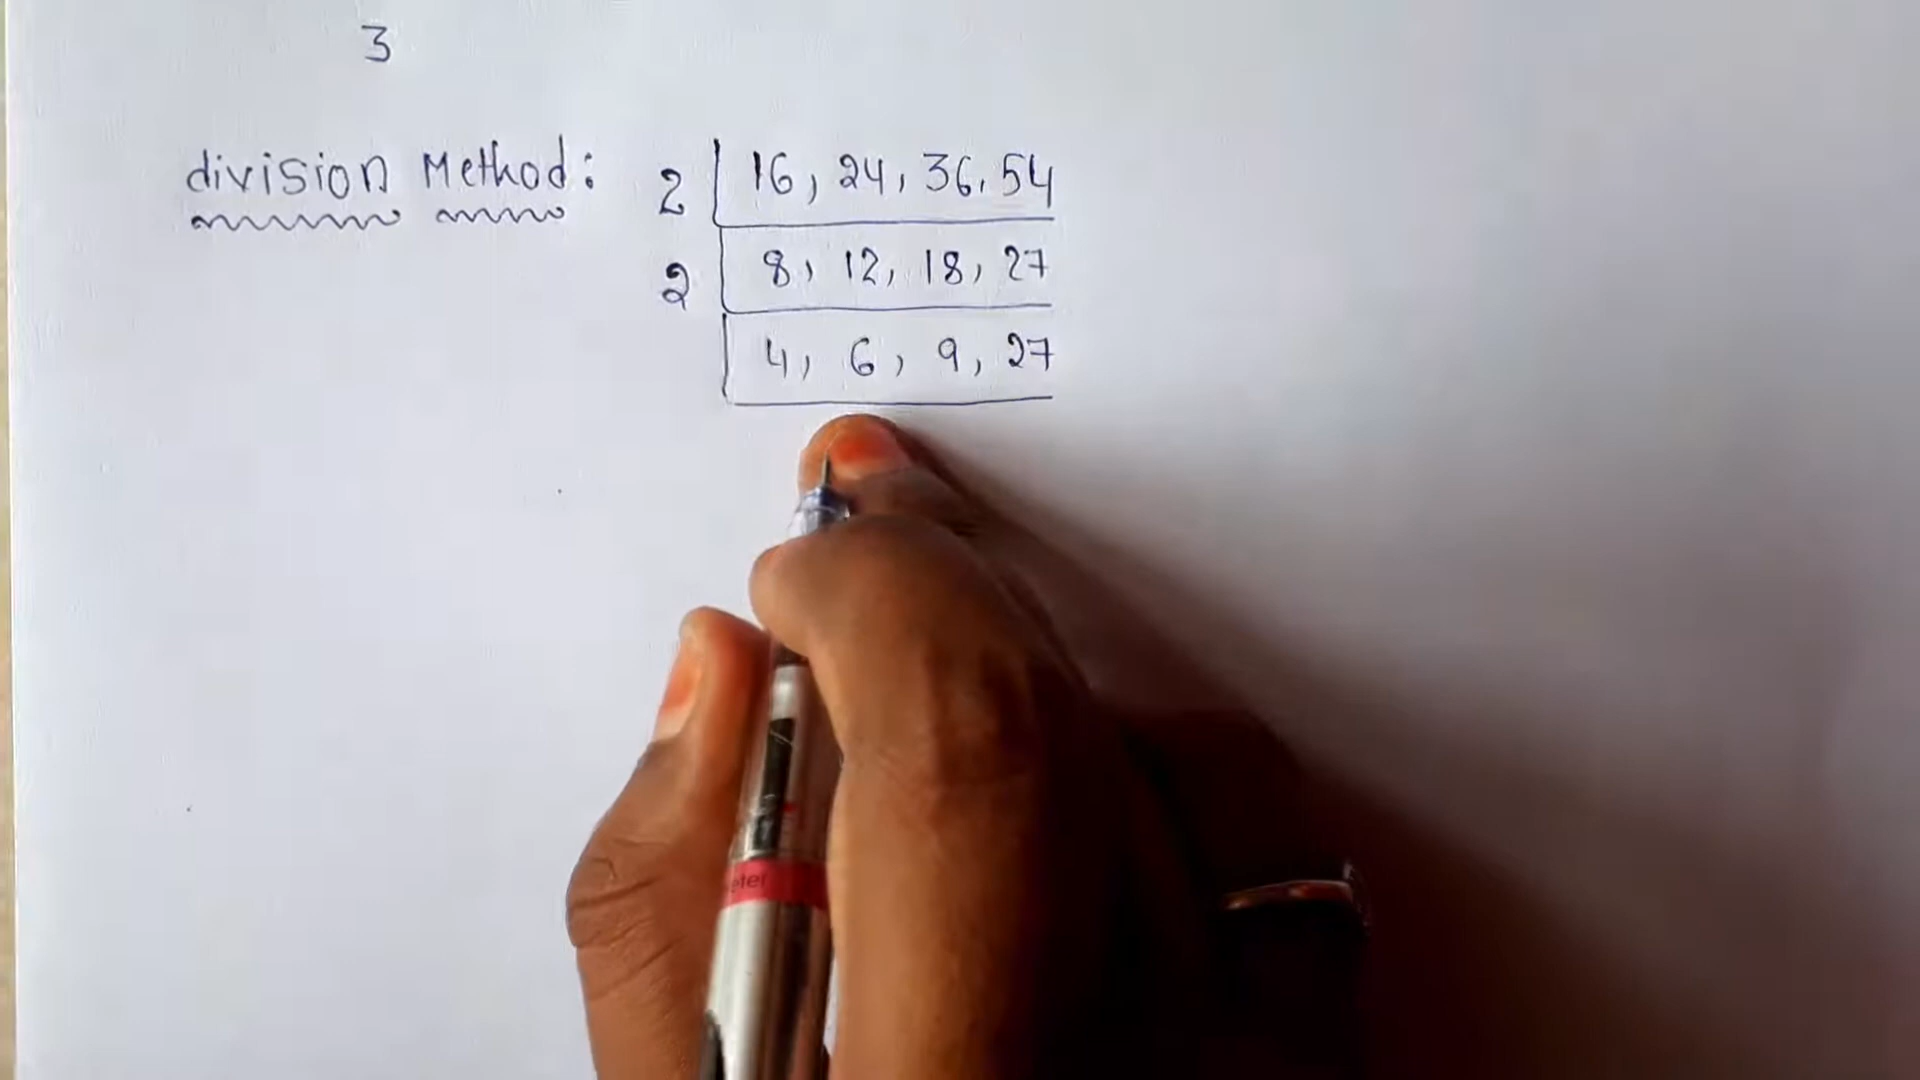 3
division Method: 2 16, 24, 36, 54
2 8, 12, 18, 27
4, 6, 9, 27